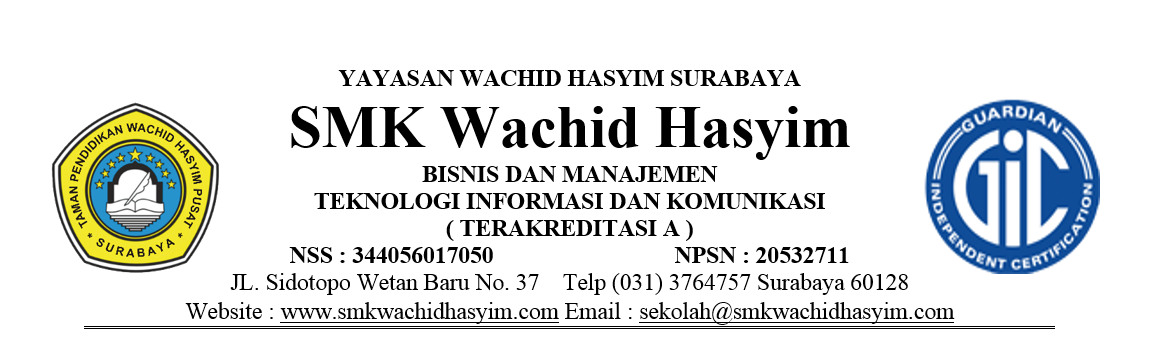 YAYASAN WACHID HASYIM SURABAYA
SMK Wachid Hasyim
BISNIS DAN MANAJEMEN
TEKNOLOGI INFORMASI DAN KOMUNIKASI
( TERAKREDITASI A )
NSS : 344056017050 NPSN : 20532711
JL. Sidotopo Wetan Baru No. 37 Telp (031) 3764757 Surabaya 60128
Website : www.smkwachidhasyim.com Email : sekolah@smkwachidhasyim.com
TAMAN PENDIDIKAN WACHID HASYIM PUSAT
* SURABAYA *
GUARDIAN
GIC
INDEPENDENT CERTIFICATION